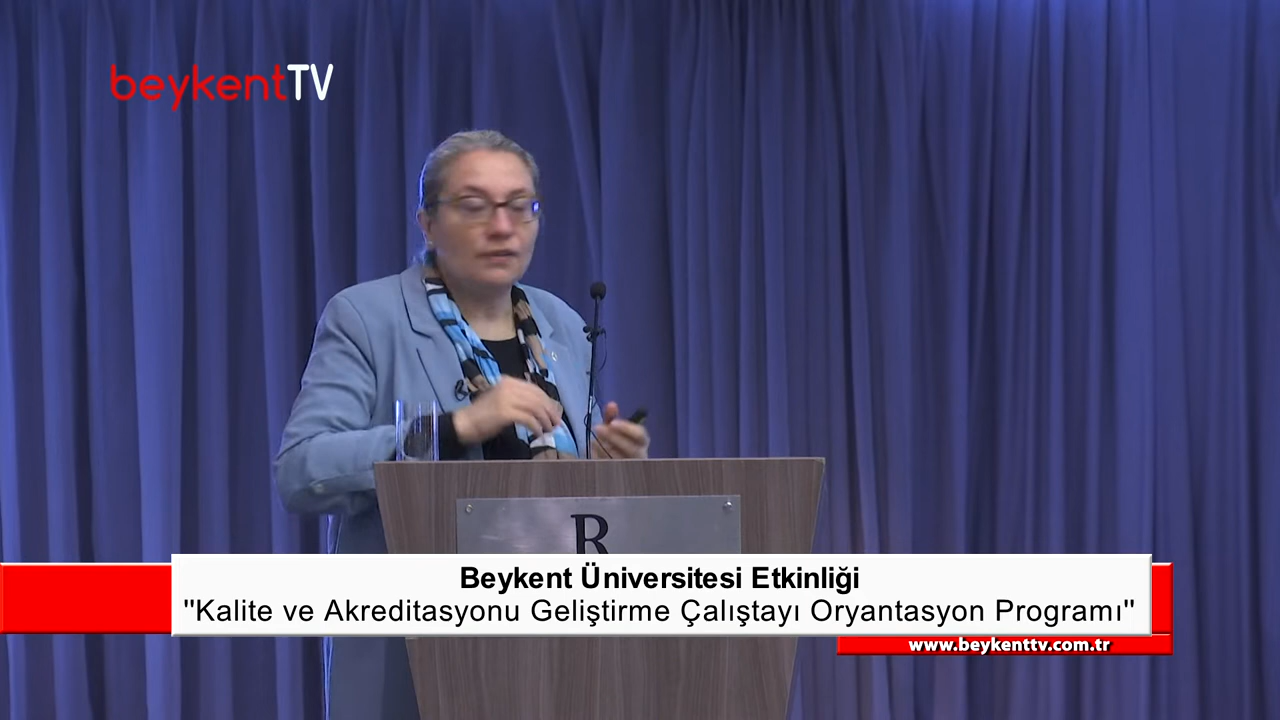 beykentTV
R
Beykent Üniversitesi Etkinliği
"Kalite ve Akreditasyonu Geliştirme Çalıştayı Oryantasyon Programı"
www.beykenttv.com.tr